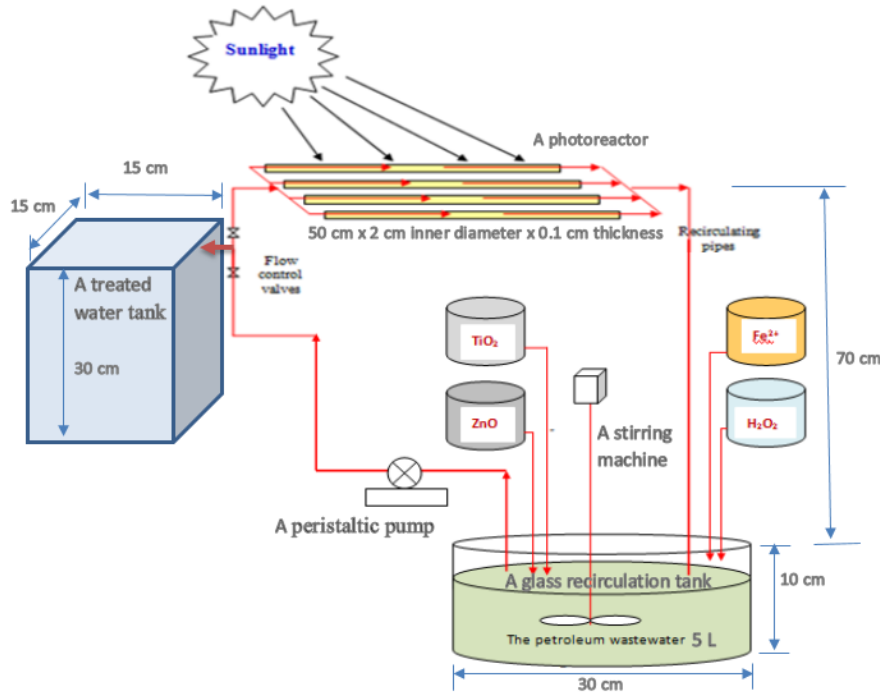 Sunlight
A photoreactor
15 cm
15 cm
50 cm x 2 cm inner diameter x 0.1 cm thickness
Recirculating
pipes
Flow
control
valves
A treated
water tank
30 cm
TiO₂
Fe²⁺
70 cm
ZnO
H₂O₂
A stirring
machine
A peristaltic pump
A glass recirculation tank
10 cm
The petroleum wastewater 5 L
30 cm